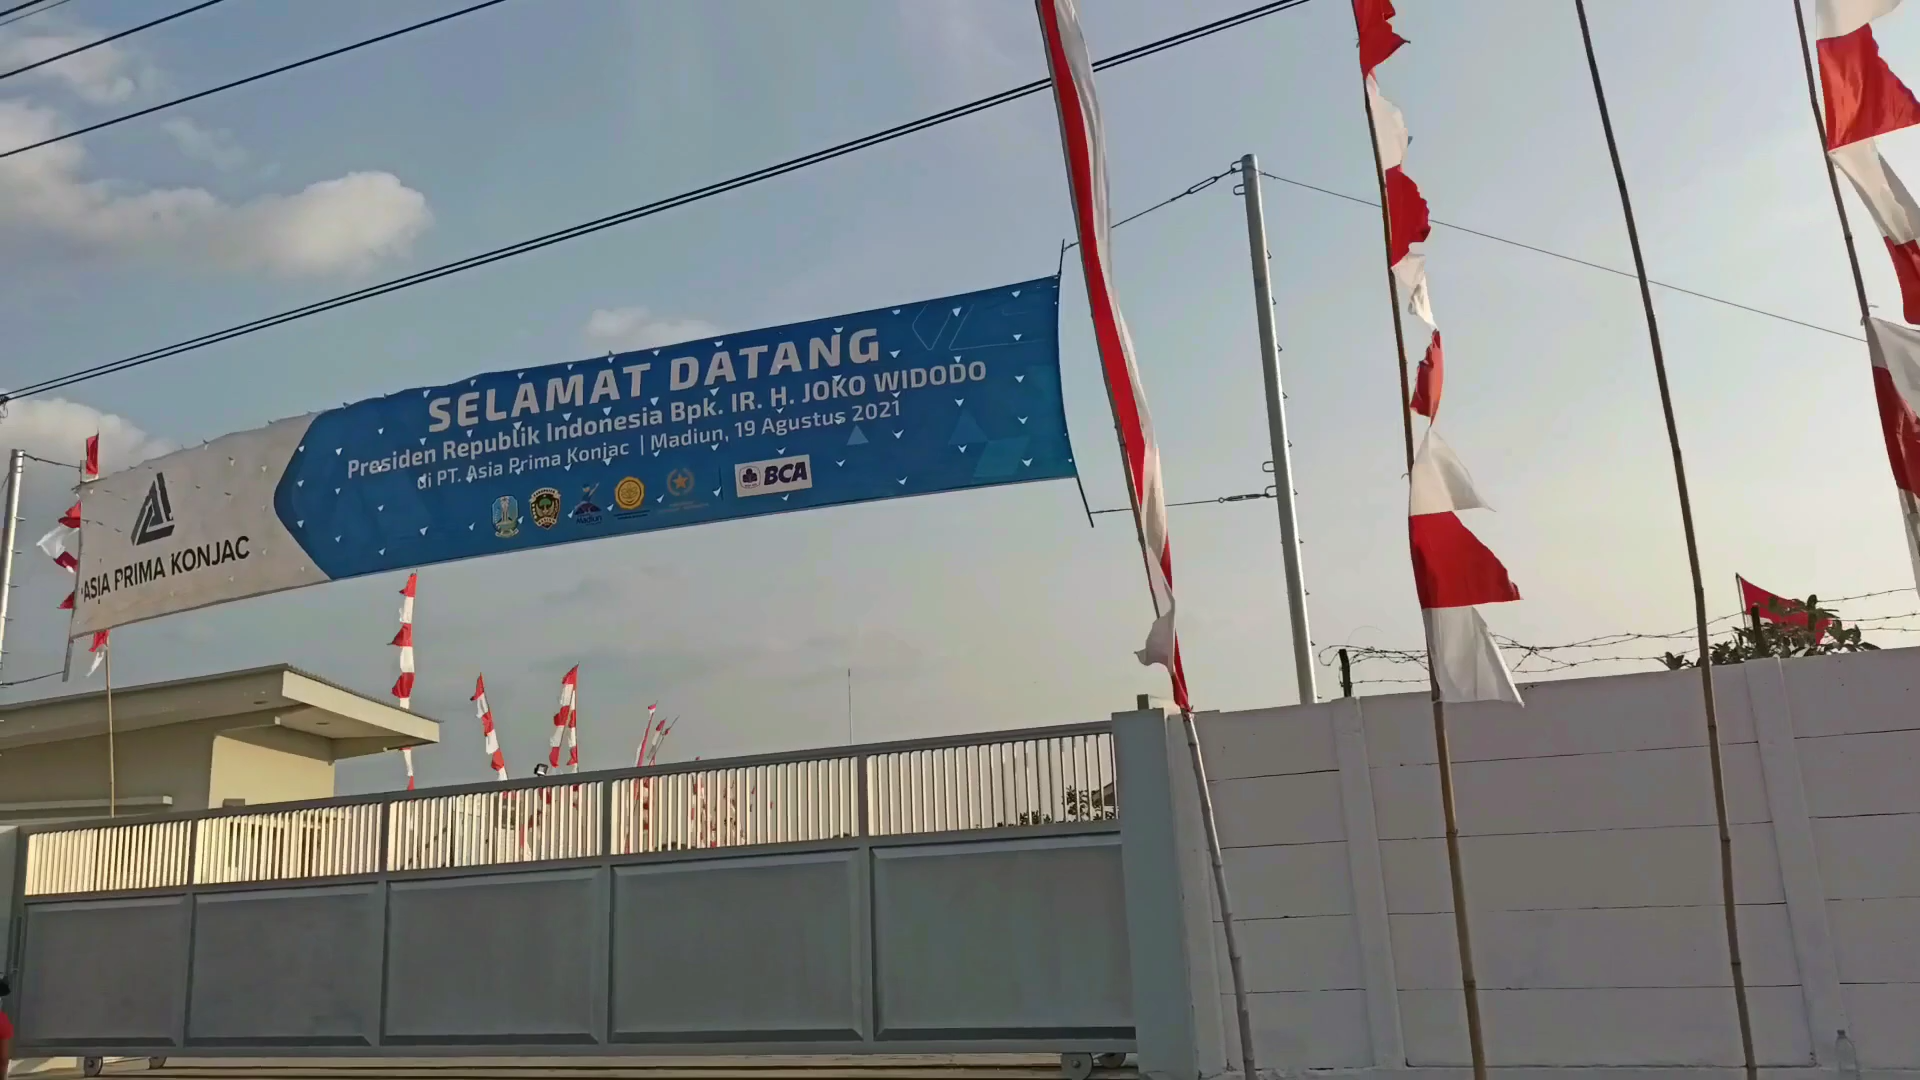 SELAMAT DATANG
Presiden Republik Indonesia Bpk. IR. H. JOKO WIDODO
di PT. Asia Prima Konjac | Madiun, 19 Agustus 2021
Madiun
BCA
ASIA PRIMA KONJAC